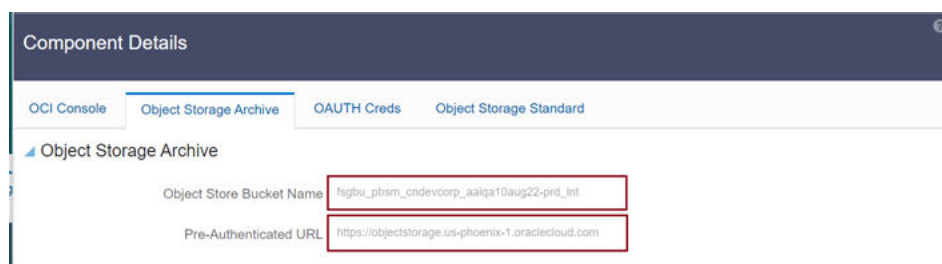 Component Details
OCI Console Object Storage Archive OAUTH Creds Object Storage Standard
Object Storage Archive
Object Store Bucket Name fsgbu_pbsm_cndevcorp_aaiqa10aug22-prd_int
Pre-Authenticated URL https://objectstorage.us-phoenix-1.oraclecloud.com